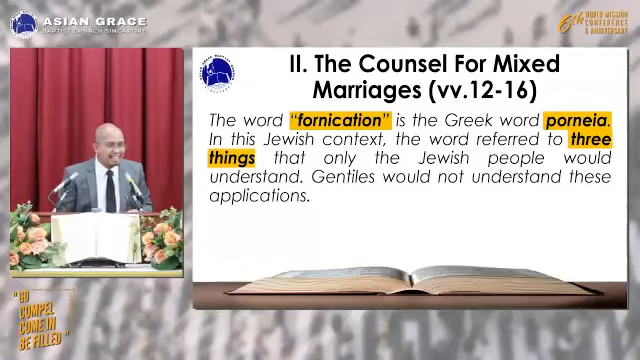 ASIAN GRACE
BAPTIST CHURCH SINGAPORE
6th WORLD MISSION
CONFERENCE
& ANNIVERSARY
II. The Counsel For Mixed
Marriages (vv.12-16)
The word "fornication" is the Greek word porneia.
In this Jewish context, the word referred to three
things that only the Jewish people would
understand. Gentiles would not understand these
applications.
"GO
COMPEL
COME IN
BE FILLED"